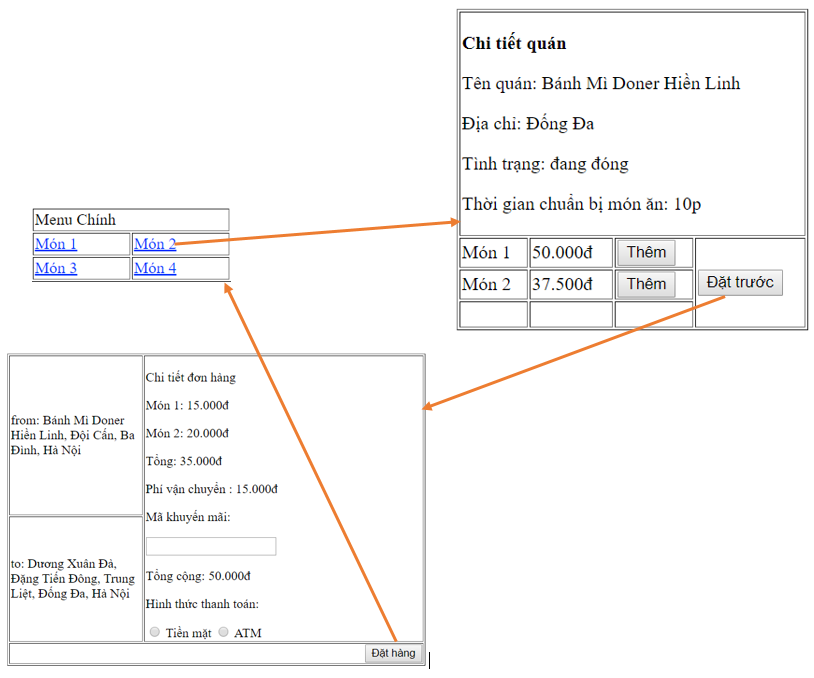 Chi tiết quán
Tên quán: Bánh Mì Doner Hiền Linh
Địa chỉ: Đống Đa
Tình trạng: đang đóng
Thời gian chuẩn bị món ăn: 10p
Món 1 50.000đ Thêm
Món 2 37.500đ Thêm
Đặt trước
Menu Chính
Món 1 Món 2
Món 3 Món 4
from: Bánh Mì Doner
Hiền Linh, Đội Cấn, Ba
Đình, Hà Nội
to: Dương Xuân Đà,
Đặng Tiến Đông, Trung
Liệt, Đống Đa, Hà Nội
Chi tiết đơn hàng
Món 1: 15.000đ
Món 2: 20.000đ
Tổng: 35.000đ
Phí vận chuyển : 15.000đ
Mã khuyến mãi:
Tổng cộng: 50.000đ
Hình thức thanh toán:
Tiền mặt ATM
Đặt hàng